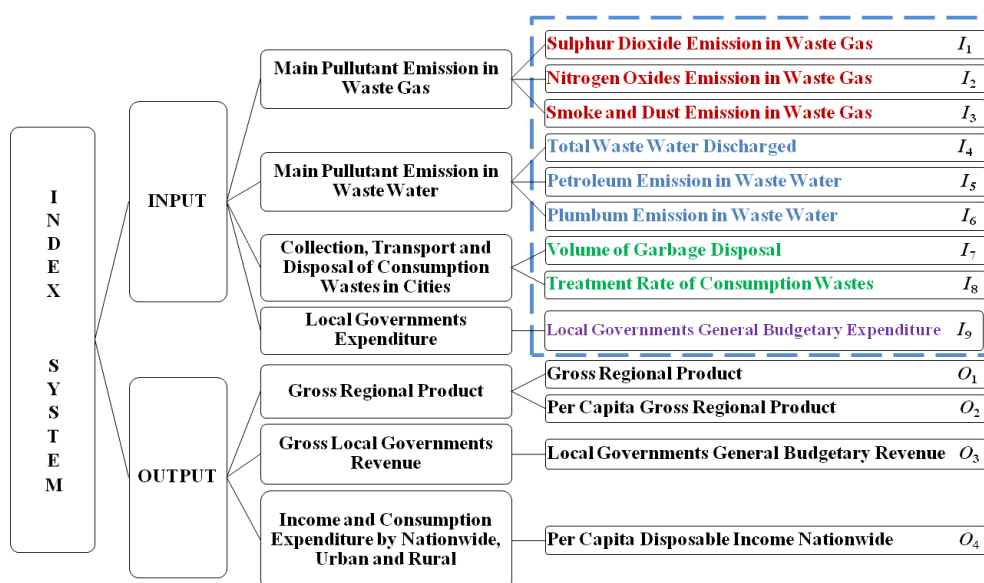 INDEX SYSTEM
INPUT
Main Pullutant Emission in
Waste Gas
Sulphur Dioxide Emission in Waste Gas I1
Nitrogen Oxides Emission in Waste Gas I2
Smoke and Dust Emission in Waste Gas I3
Main Pullutant Emission in
Waste Water
Total Waste Water Discharged I4
Petroleum Emission in Waste Water I5
Plumbum Emission in Waste Water I6
Collection, Transport and
Disposal of Consumption
Wastes in Cities
Volume of Garbage Disposal I7
Treatment Rate of Consumption Wastes I8
Local Governments
Expenditure
Local Governments General Budgetary Expenditure I9
OUTPUT
Gross Regional Product
Gross Regional Product O1
Per Capita Gross Regional Product O2
Gross Local Governments
Revenue
Local Governments General Budgetary Revenue O3
Income and Consumption
Expenditure by Nationwide,
Urban and Rural
Per Capita Disposable Income Nationwide O4